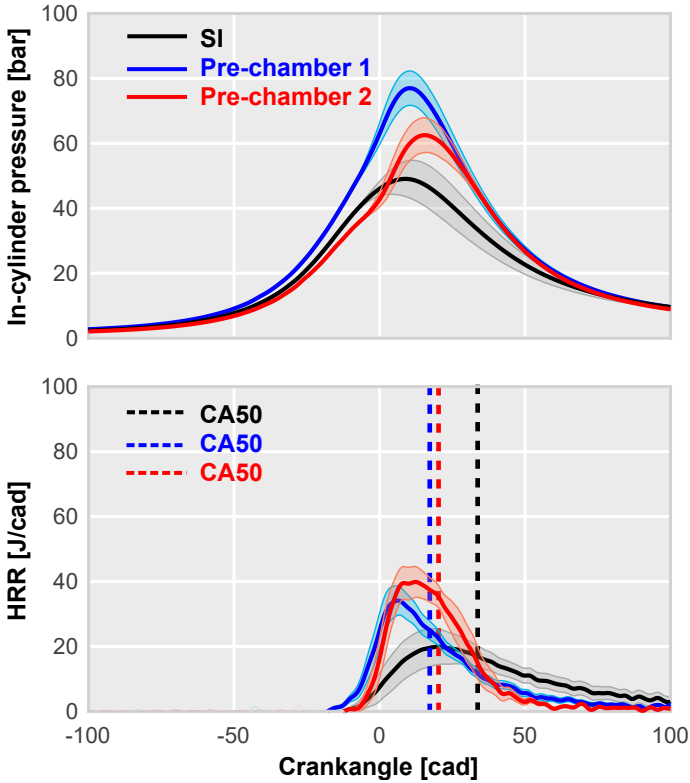 100
80
60
40
20
0
In-cylinder pressure [bar]
SI
Pre-chamber 1
Pre-chamber 2
100
80
60
40
20
0
HRR [J/cad]
CA50
CA50
CA50
-100
-50
0
50
100
Crankangle [cad]